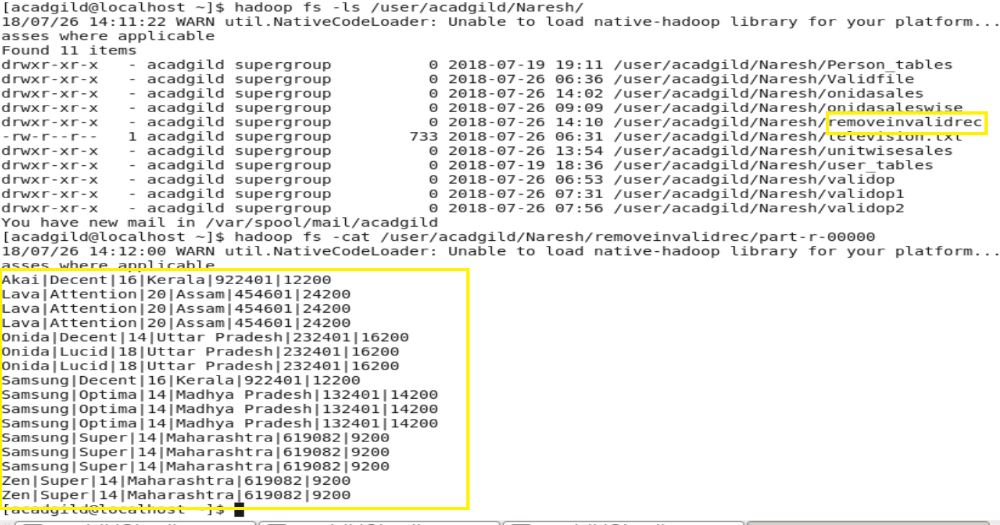 [acadgild@localhost ~]$ hadoop fs -ls /user/acadgild/Naresh/
18/07/26 14:11:22 WARN util.NativeCodeLoader: Unable to load native-hadoop library for your platform...
asses where applicable
Found 11 items
drwxr-xr-x   - acadgild supergroup          0 2018-07-19 19:11 /user/acadgild/Naresh/Person_tables
drwxr-xr-x   - acadgild supergroup          0 2018-07-26 06:36 /user/acadgild/Naresh/Validfile
drwxr-xr-x   - acadgild supergroup          0 2018-07-26 14:02 /user/acadgild/Naresh/onidasales
drwxr-xr-x   - acadgild supergroup          0 2018-07-26 09:09 /user/acadgild/Naresh/onidasaleswise
drwxr-xr-x   - acadgild supergroup          0 2018-07-26 14:10 /user/acadgild/Naresh/removeinvalidrec
-rw-r--r--   1 acadgild supergroup        733 2018-07-26 06:31 /user/acadgild/Naresh/television.txt
drwxr-xr-x   - acadgild supergroup          0 2018-07-26 13:54 /user/acadgild/Naresh/unitwisesales
drwxr-xr-x   - acadgild supergroup          0 2018-07-19 18:36 /user/acadgild/Naresh/user_tables
drwxr-xr-x   - acadgild supergroup          0 2018-07-26 06:53 /user/acadgild/Naresh/validop
drwxr-xr-x   - acadgild supergroup          0 2018-07-26 07:31 /user/acadgild/Naresh/validop1
drwxr-xr-x   - acadgild supergroup          0 2018-07-26 07:56 /user/acadgild/Naresh/validop2
You have new mail in /var/spool/mail/acadgild
[acadgild@localhost ~]$ hadoop fs -cat /user/acadgild/Naresh/removeinvalidrec/part-r-00000
18/07/26 14:12:00 WARN util.NativeCodeLoader: Unable to load native-hadoop library for your platform...
asses where applicable
Akai|Decent|16|Kerala|922401|12200
Lava|Attention|20|Assam|454601|24200
Lava|Attention|20|Assam|454601|24200
Lava|Attention|20|Assam|454601|24200
Onida|Decent|14|Uttar Pradesh|232401|16200
Onida|Lucid|18|Uttar Pradesh|232401|16200
Onida|Lucid|18|Uttar Pradesh|232401|16200
Samsung|Decent|16|Kerala|922401|12200
Samsung|Optima|14|Madhya Pradesh|132401|14200
Samsung|Optima|14|Madhya Pradesh|132401|14200
Samsung|Optima|14|Madhya Pradesh|132401|14200
Samsung|Super|14|Maharashtra|619082|9200
Samsung|Super|14|Maharashtra|619082|9200
Samsung|Super|14|Maharashtra|619082|9200
Zen|Super|14|Maharashtra|619082|9200
Zen|Super|14|Maharashtra|619082|9200
[acadgild@localhost ~]$